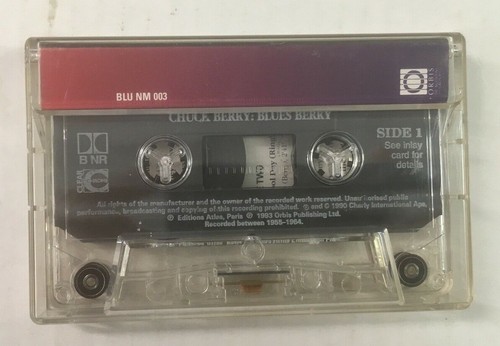 BLU NM 003
ORBIS
CHUCK BERRY: BLUES BERRY
B NR
SIDE 1
See inlay
card for
details
TWO
All rights of the manufacturer and the owner of the recorded work reserved. Unauthorised public
performance, broadcasting and copying of this recording prohibited. ℗ and © 1990 Charly International Aps,
℗ Editions Atlas, Paris ℗ 1993 Orbis Publishing Ltd.
Recorded between 1955-1964.